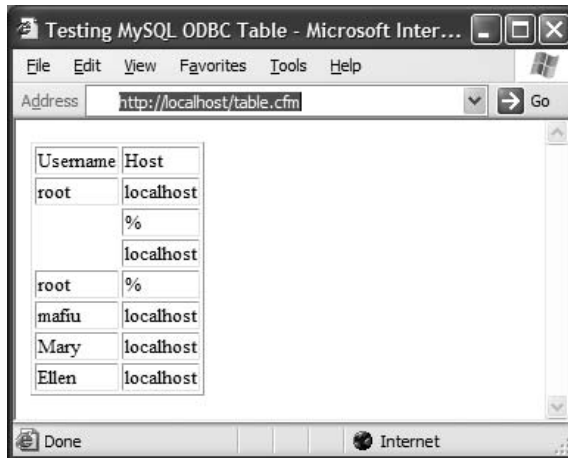 Testing MySQL ODBC Table - Microsoft Inter...
File Edit View Favorites Tools Help
Address http://localhost/table.cfm Go
Username Host
root localhost
%
localhost
root %
mafiu localhost
Mary localhost
Ellen localhost
Done Internet